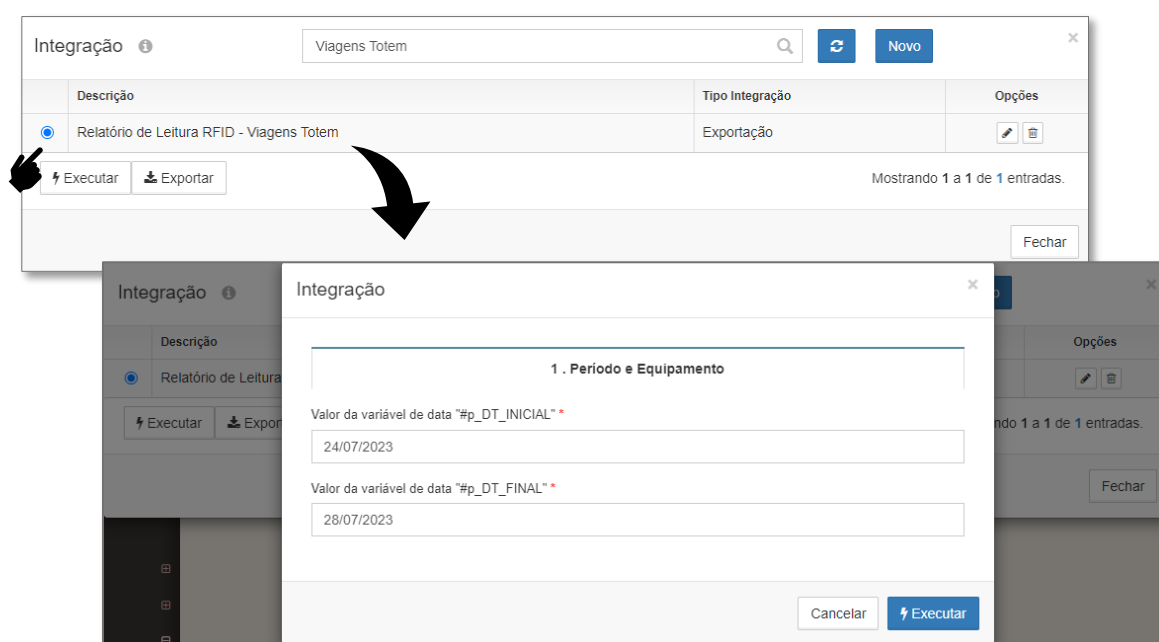 Integração
Viagens Totem
Novo
Descrição Tipo Integração Opções
Relatório de Leitura RFID - Viagens Totem Exportação
Executar Exportar Mostrando 1 a 1 de 1 entradas.
Fechar
Integração
Descrição Opções
Relatório de Leitura
Executar 1 a 1 de 1 entradas.
Fechar
Integração
1 . Período e Equipamento
Valor da variável de data "#p_DT_INICIAL" *
24/07/2023
Valor da variável de data "#p_DT_FINAL" *
28/07/2023
Cancelar Executar